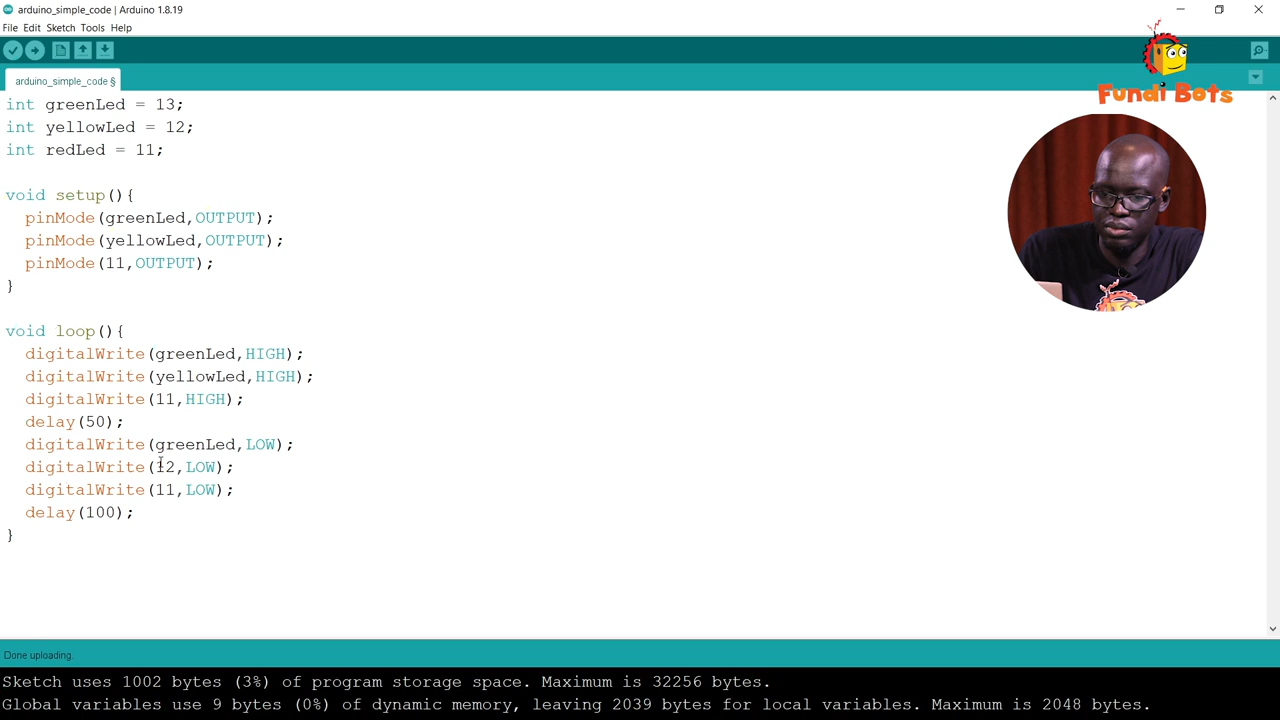 arduino_simple_code | Arduino 1.8.19
File Edit Sketch Tools Help
arduino_simple_code §
Fundi Bots
int greenLed = 13;
int yellowLed = 12;
int redLed = 11;
void setup(){
pinMode(greenLed,OUTPUT);
pinMode(yellowLed,OUTPUT);
pinMode(11,OUTPUT);
}
void loop(){
digitalWrite(greenLed,HIGH);
digitalWrite(yellowLed,HIGH);
digitalWrite(11,HIGH);
delay(50);
digitalWrite(greenLed,LOW);
digitalWrite(12,LOW);
digitalWrite(11,LOW);
delay(100);
}
Done uploading.
Sketch uses 1002 bytes (3%) of program storage space. Maximum is 32256 bytes.
Global variables use 9 bytes (0%) of dynamic memory, leaving 2039 bytes for local variables. Maximum is 2048 bytes.